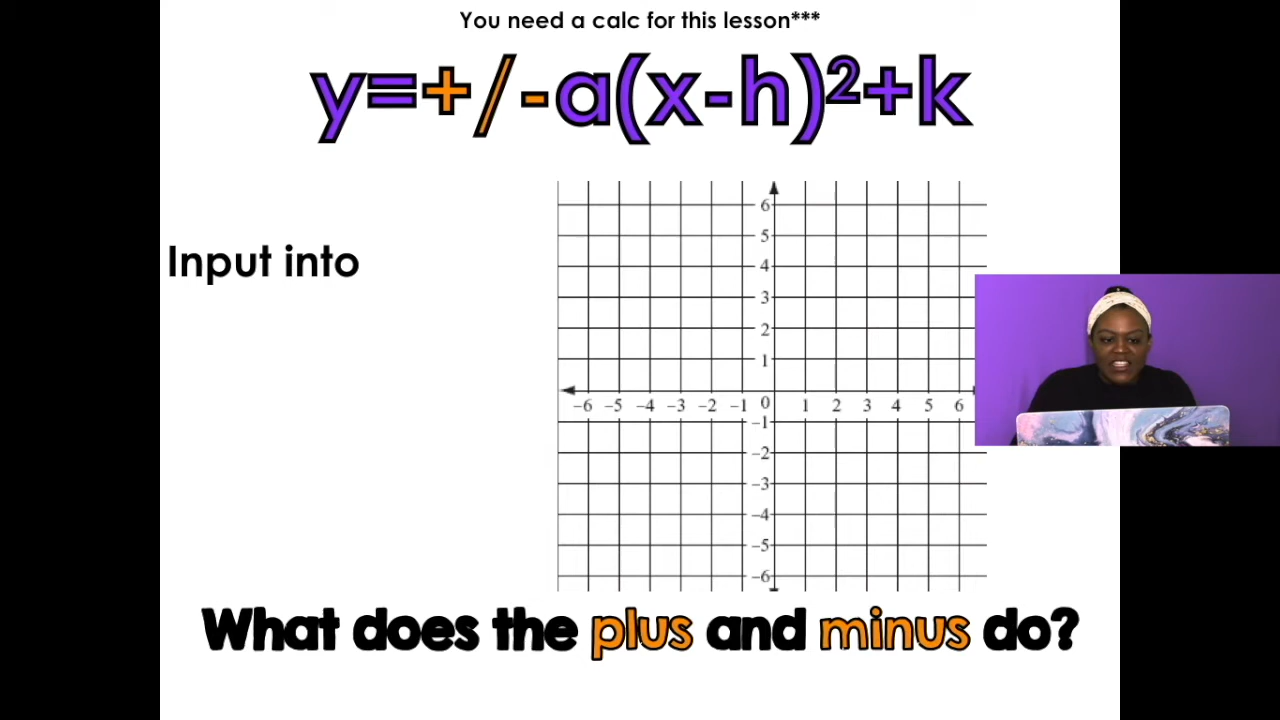 You need a calc for this lesson***
y=+/-a(x-h)²+k
Input into
6
5
4
3
2
1
-6 -5 -4 -3 -2 -1 0 1 2 3 4 5 6
-1
-2
-3
-4
-5
-6
What does the plus and minus do?